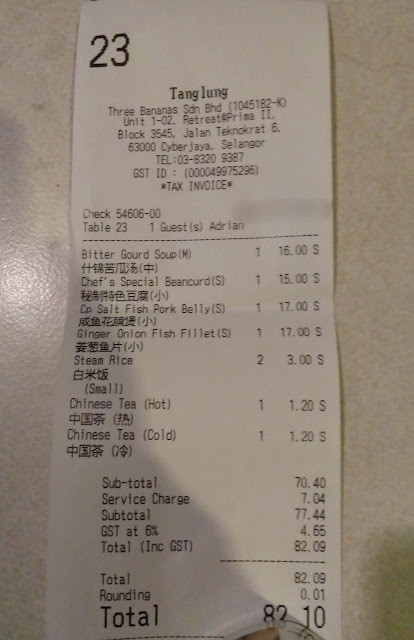 23
Tanglung
Three Bananas Sdn Bhd (1045182-K)
Unit 1-02, Retreat@Prima II,
Block 3545, Jalan Teknokrat 6,
63000 Cyberjaya, Selangor
TEL:03-8320 9387
GST ID : (000049975296)
*TAX INVOICE*
Check 54606-00
Table 23 1 Guest(s) Adrian
Bitter Gourd Soup(M) 1 16.00 S
什锦苦瓜汤(中)
Chef's Special Beancurd(S) 1 15.00 S
秘制特色豆腐(小)
Cp Salt Fish Pork Belly(S) 1 17.00 S
咸鱼花腩煲(小)
Ginger Onion Fish Fillet(S) 1 17.00 S
姜葱鱼片(小)
Steam Rice 2 3.00 S
白米饭
(Small)
Chinese Tea (Hot) 1 1.20 S
中国茶 (热)
Chinese Tea (Cold) 1 1.20 S
中国茶 (冷)
Sub-total 70.40
Service Charge 7.04
Subtotal 77.44
GST at 6% 4.65
Total (Inc GST) 82.09
Total 82.09
Rounding 0.01
Total 82.10